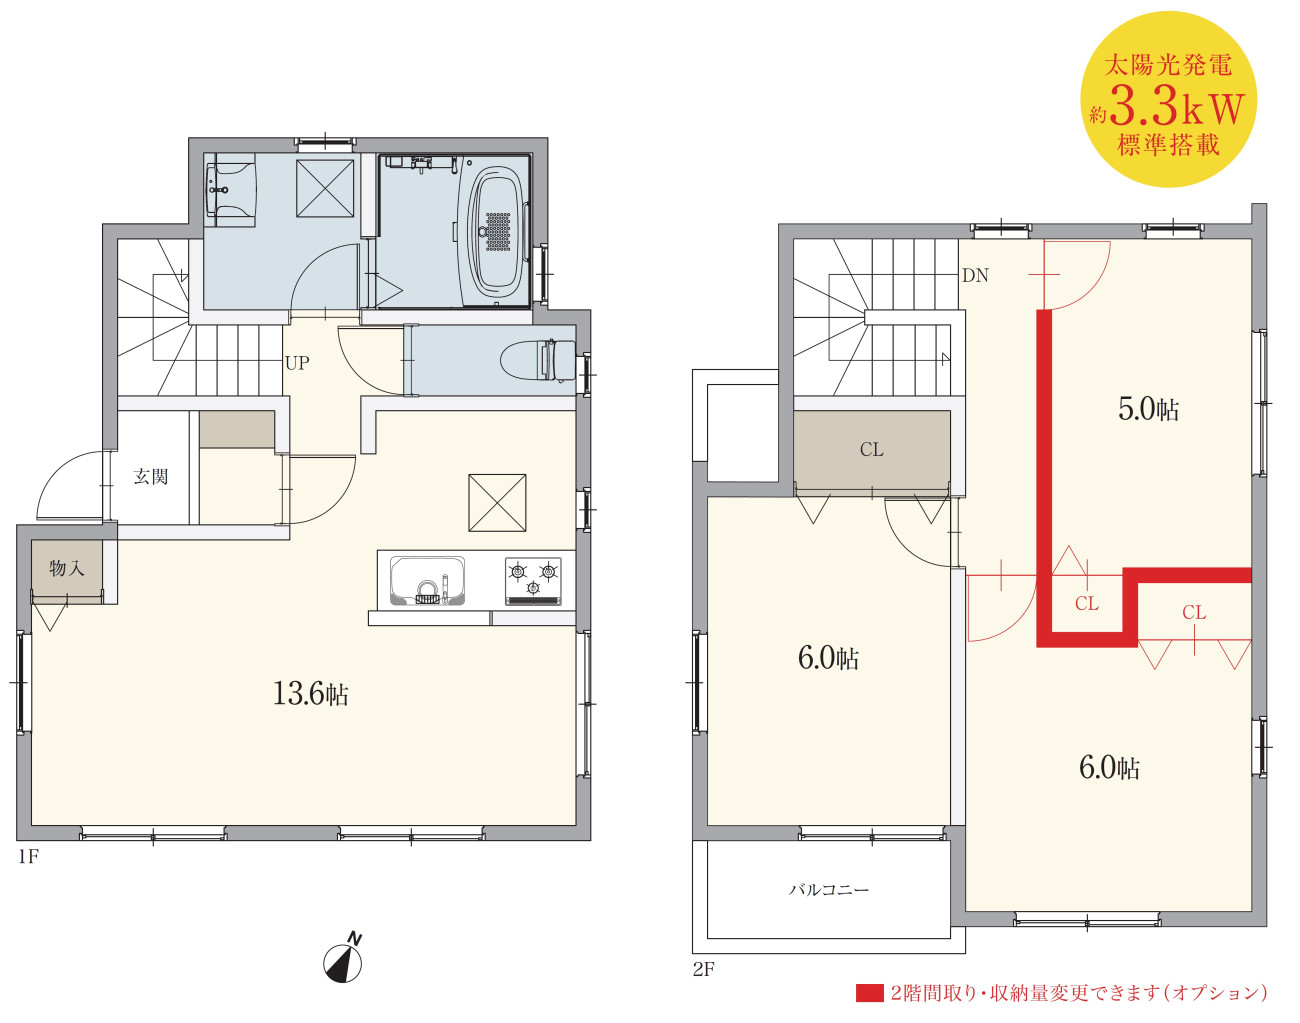 太陽光発電
約3.3kW
標準搭載
UP
玄関
物入
13.6帖
1F
N
DN
5.0帖
CL
CL
CL
6.0帖
6.0帖
バルコニー
2F
2階間取り・収納量変更できます(オプション)